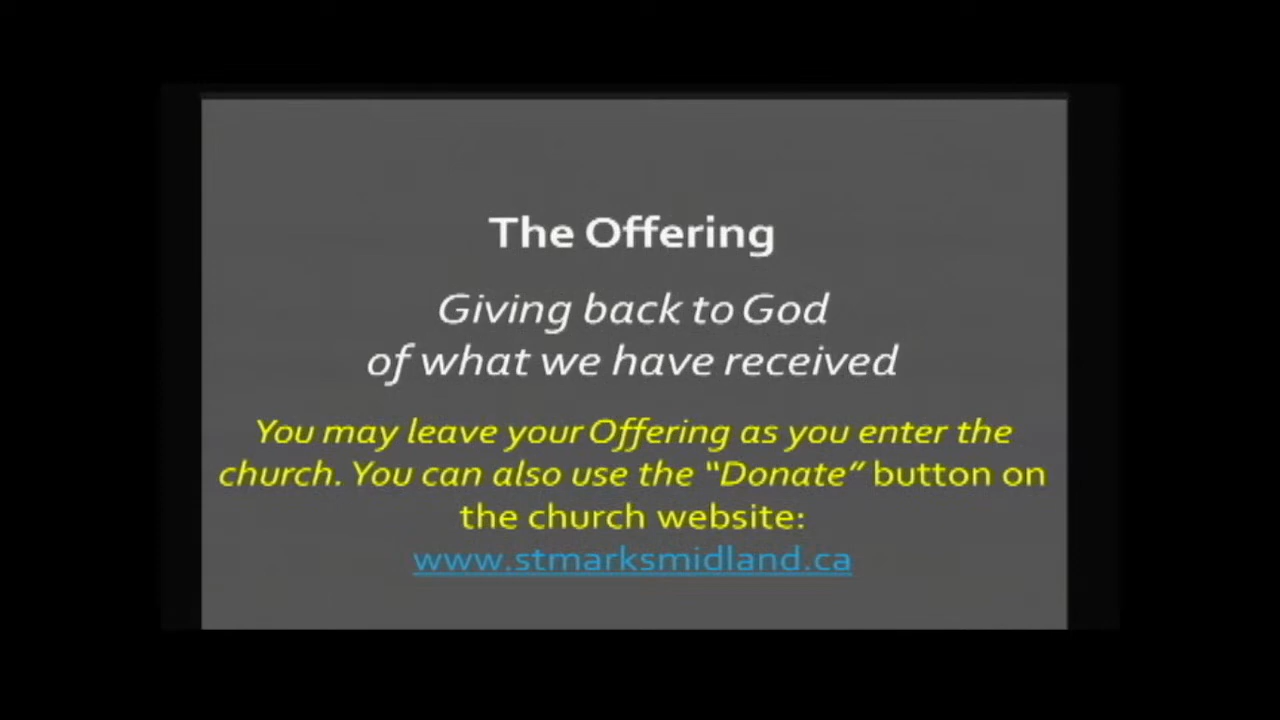 The Offering
Giving back to God
of what we have received
You may leave your Offering as you enter the
church. You can also use the “Donate” button on
the church website:
www.stmarksmidland.ca